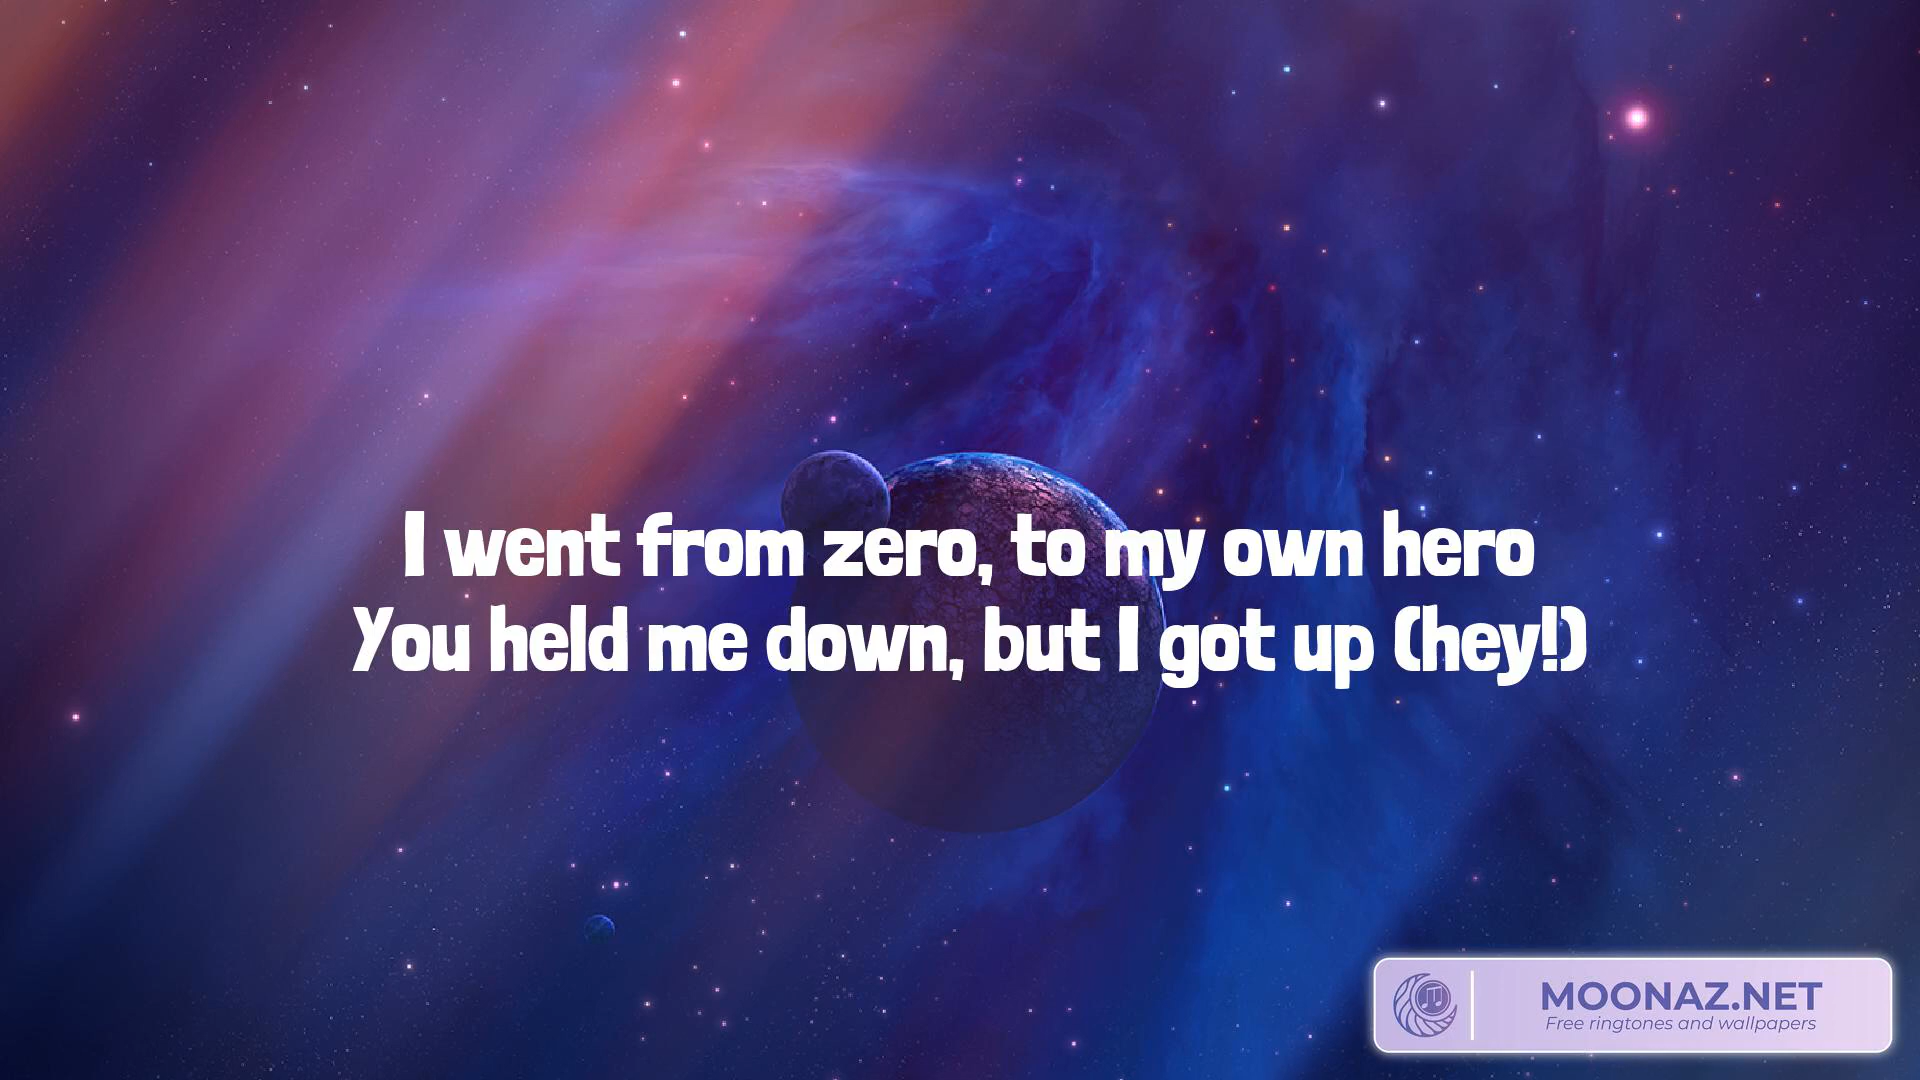 I went from zero, to my own hero
You held me down, but I got up (hey!)
MOONAZ.NET
Free ringtones and wallpapers